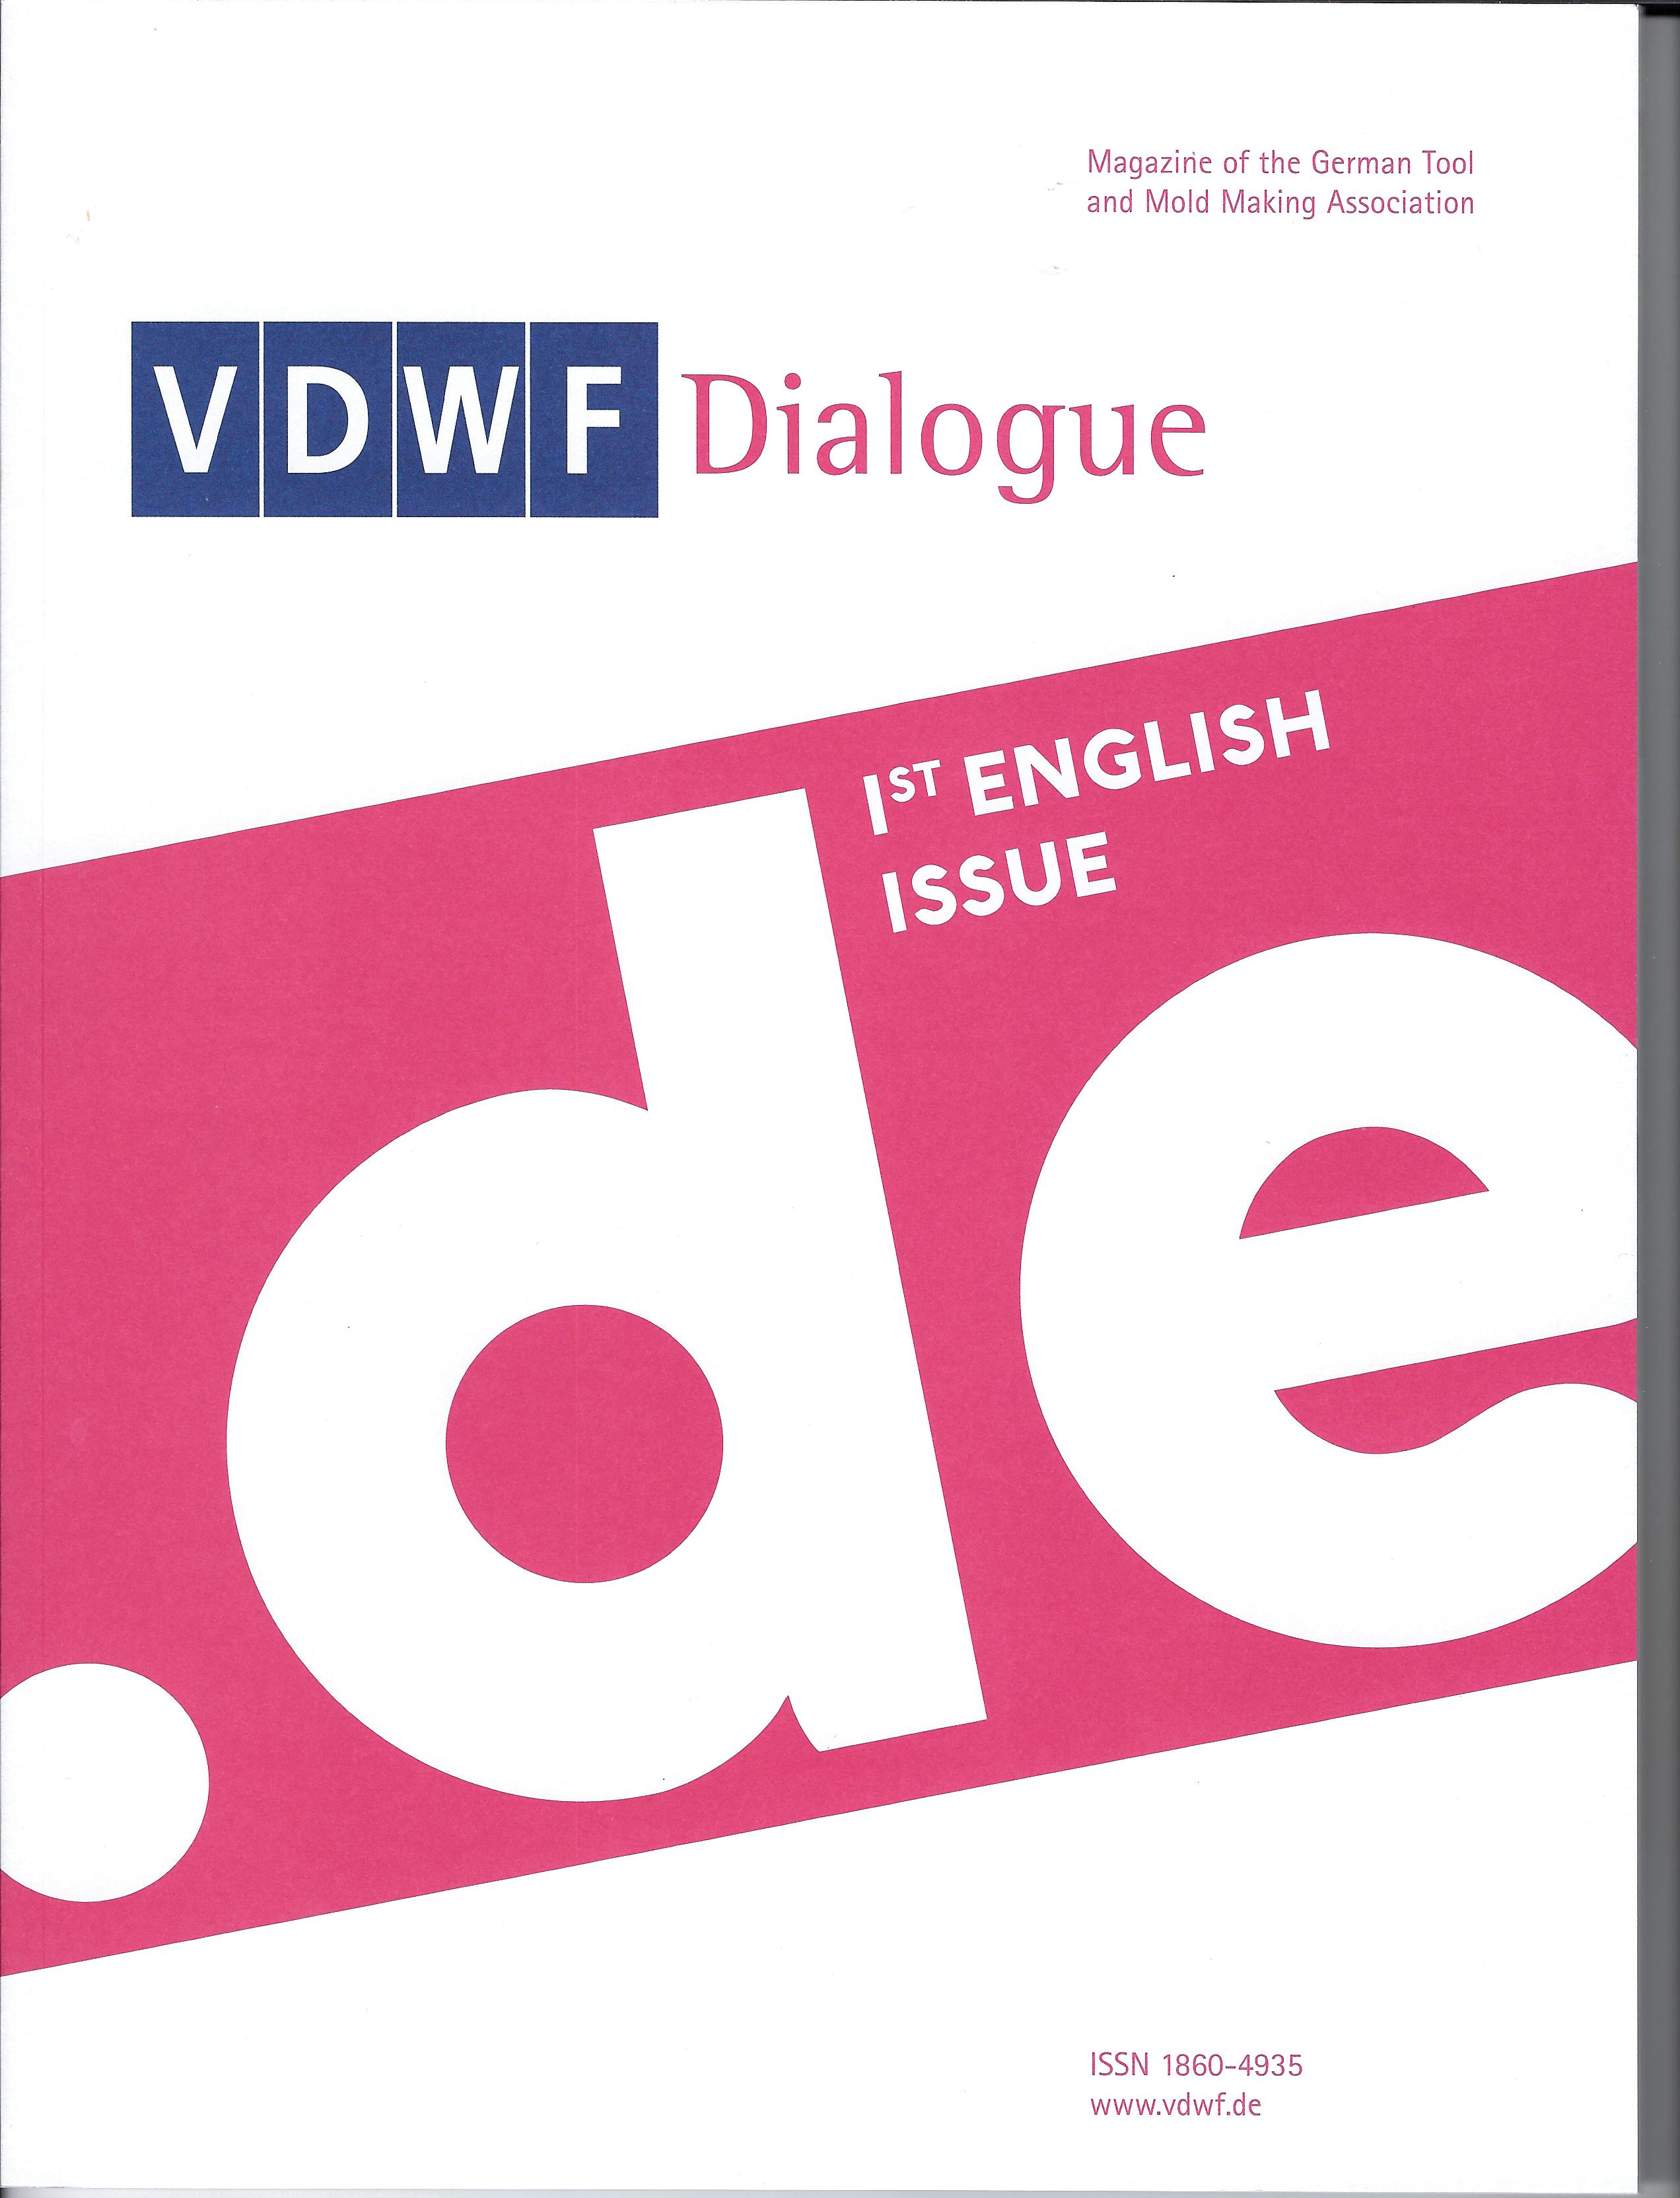 Magazine of the German Tool
and Mold Making Association
VDWF Dialogue
1ST ENGLISH
ISSUE
.de
ISSN 1860-4935
www.vdwf.de